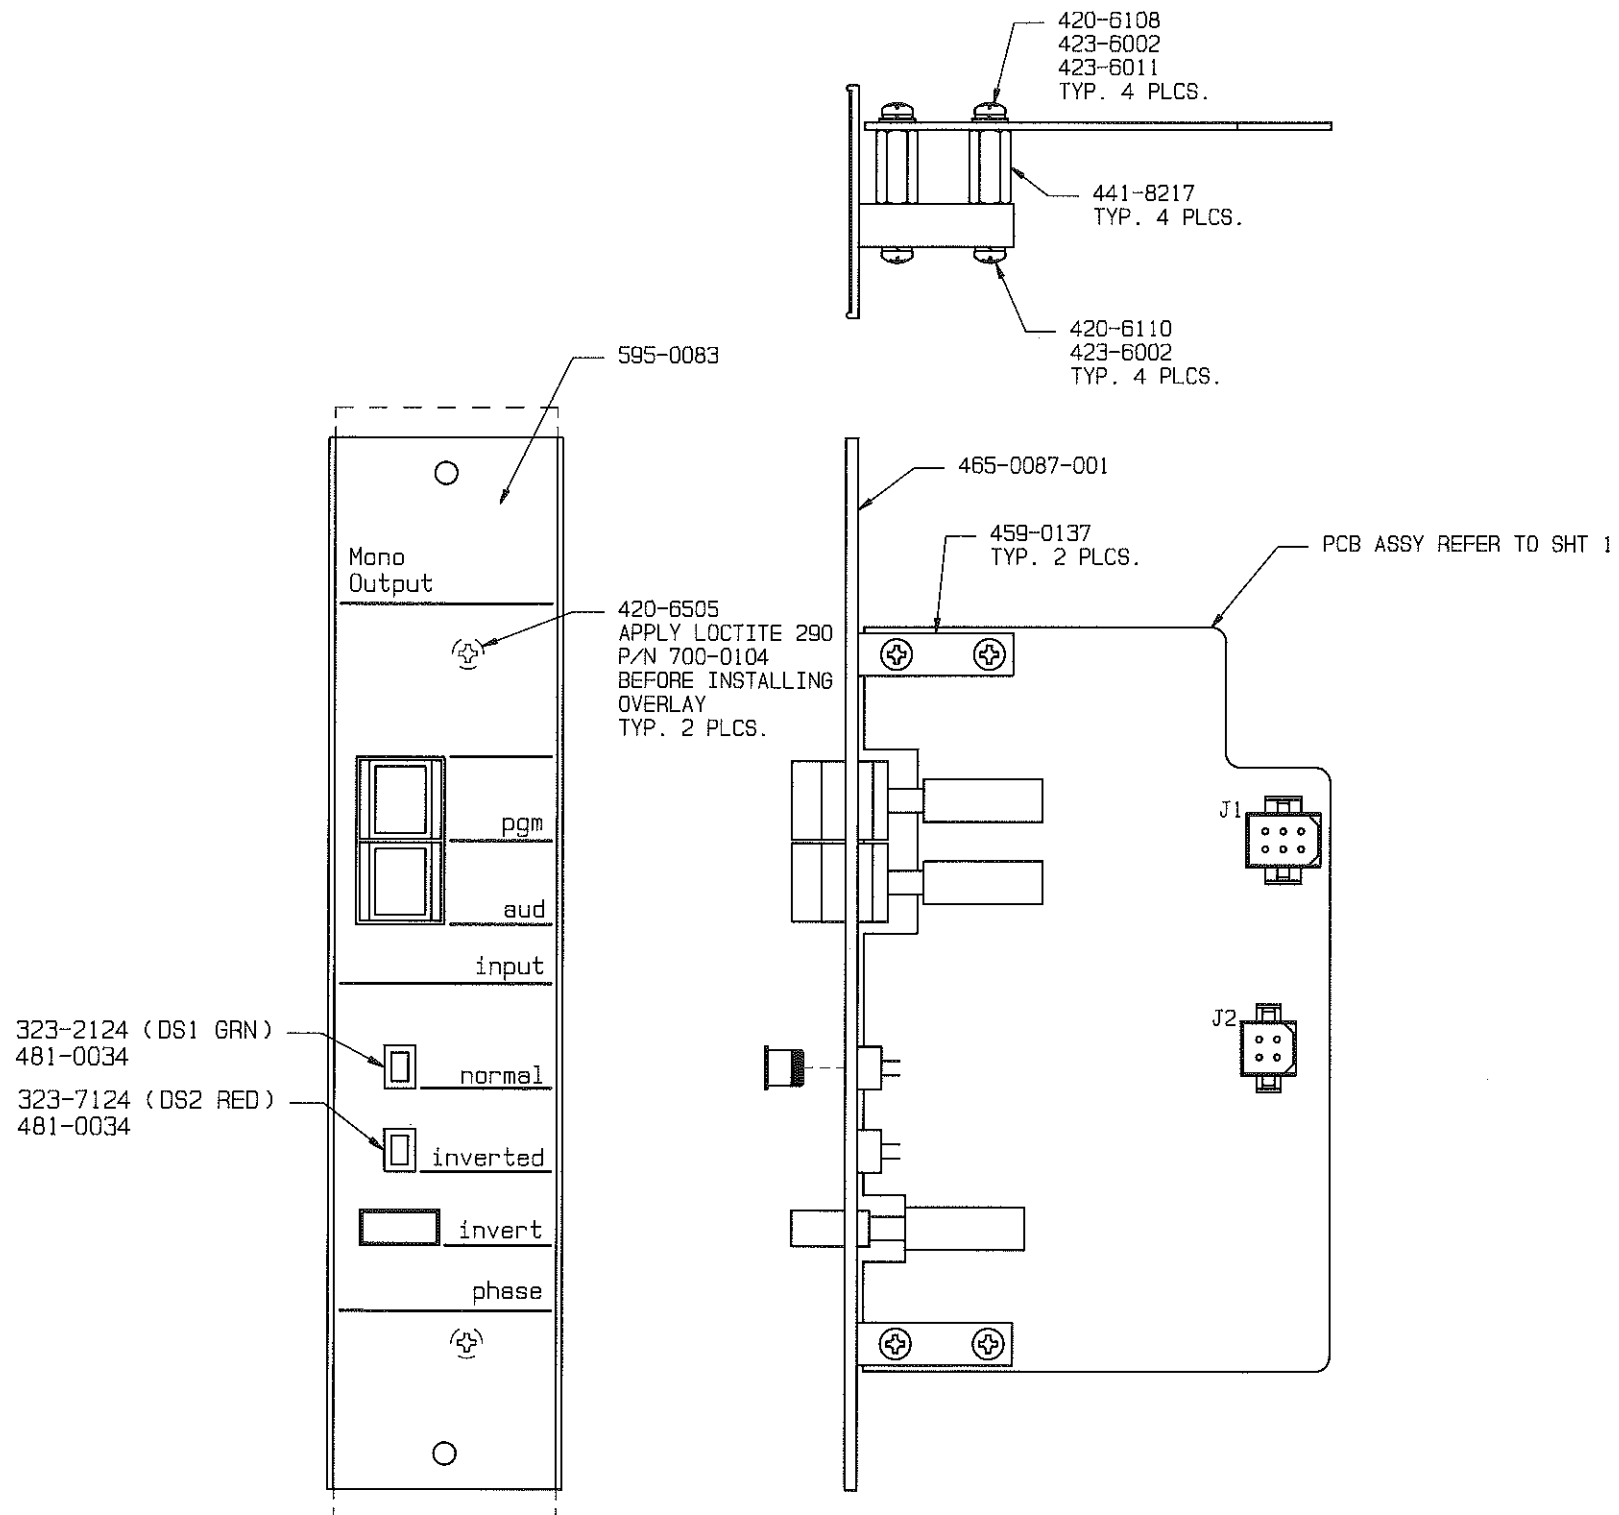 420-6108
423-6002
423-6011
TYP. 4 PLCS.
441-8217
TYP. 4 PLCS.
420-6110
423-6002
TYP. 4 PLCS.
595-0083
465-0087-001
459-0137
TYP. 2 PLCS.
PCB ASSY REFER TO SHT 1
Mono
Output
420-6505
APPLY LOCTITE 290
P/N 700-0104
BEFORE INSTALLING
OVERLAY
TYP. 2 PLCS.
pgm
aud
input
J1
J2
323-2124 (DS1 GRN)
481-0034
normal
323-7124 (DS2 RED)
481-0034
inverted
invert
phase